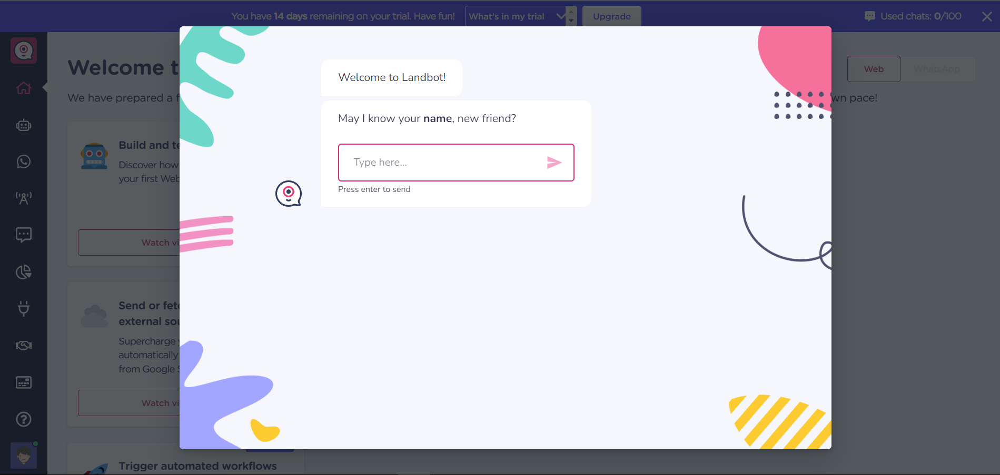 You have 14 days remaining on your trial. Have fun!
What's in my trial
Upgrade
Used chats: 0/100
Welcome t
Web
WhatsApp
We have prepared a f
wn pace!
Welcome to Landbot!
May I know your name, new friend?
Type here...
Press enter to send
Build and te
Discover how
your first Web
Watch vi
Send or fetc
external sou
Supercharge y
automatically
from Google S
Watch vi
Trigger automated workflows